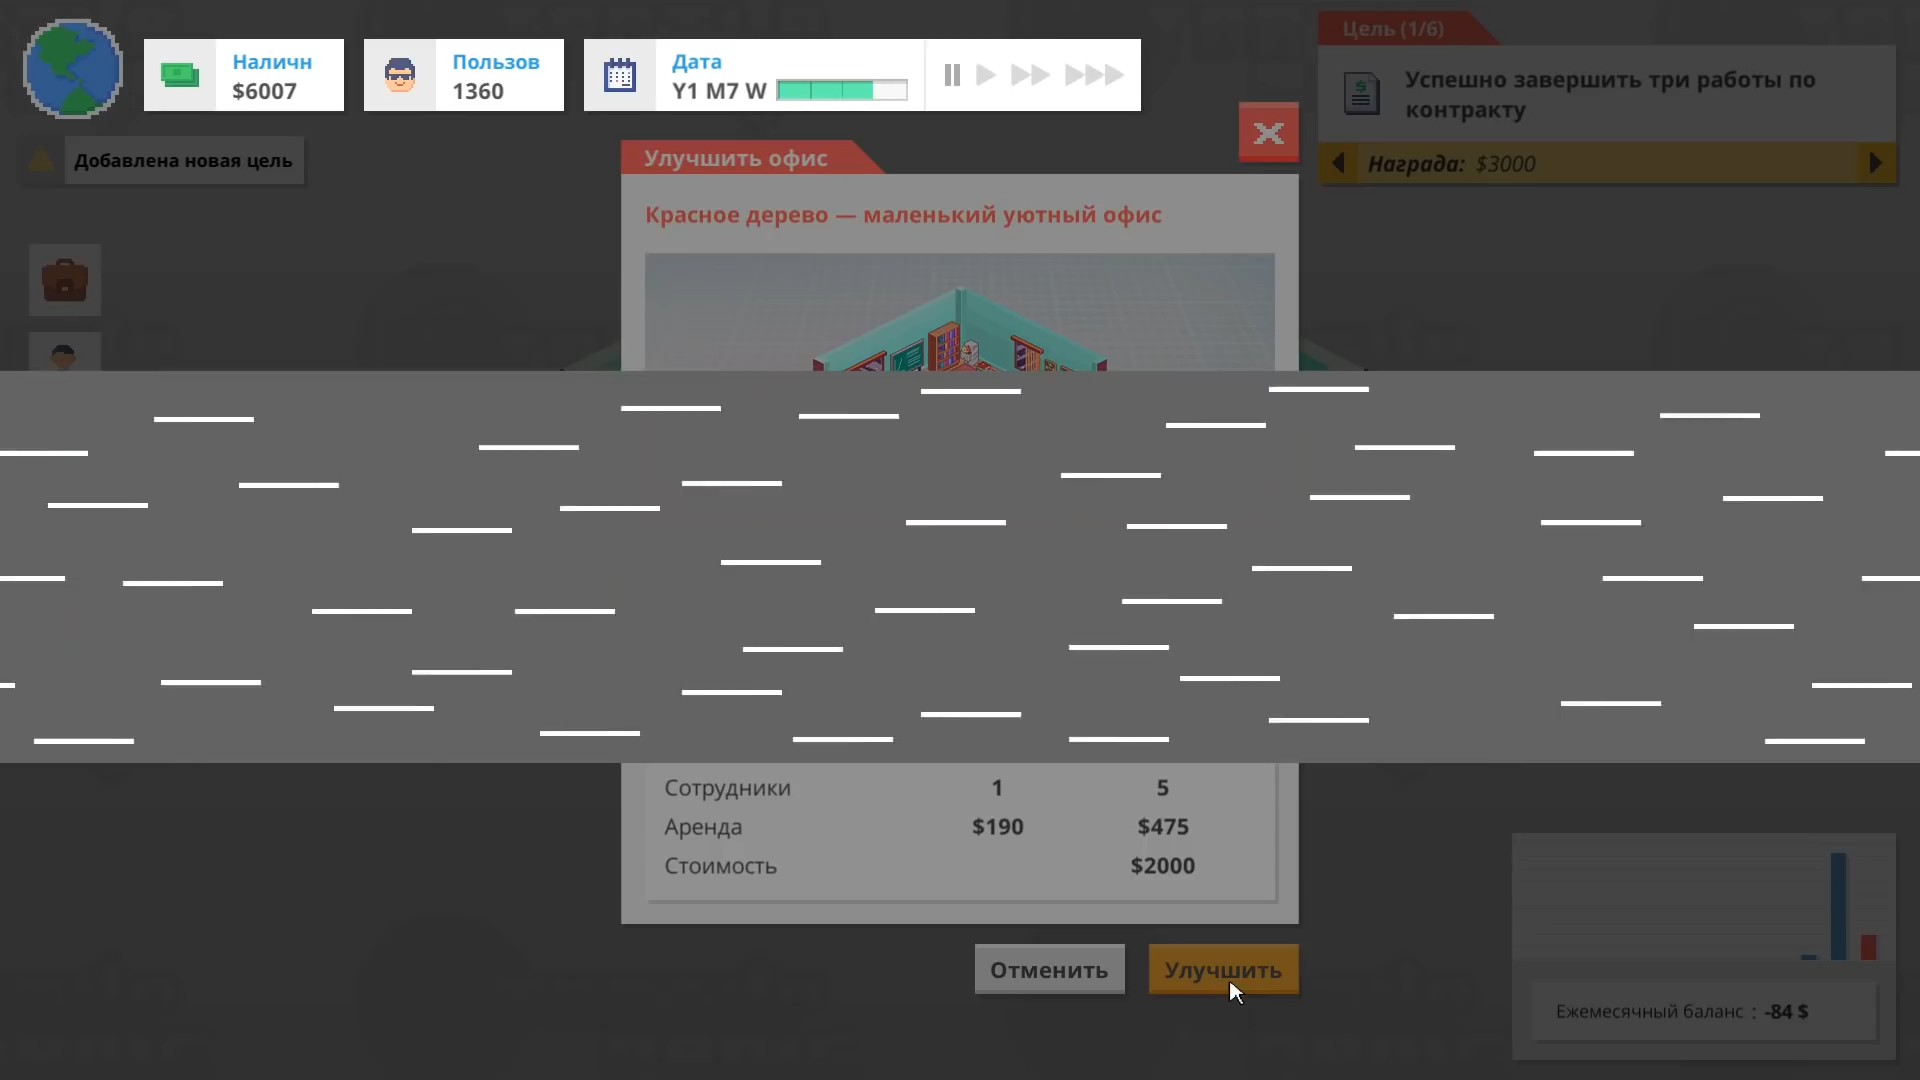 Наличн
$6007
Пользов
1360
Дата
Y1 M7 W
Цель (1/6)
Успешно завершить три работы по
контракту
Награда: $3000
Добавлена новая цель
Улучшить офис
Красное дерево — маленький уютный офис
Сотрудники 1 5
Аренда $190 $475
Стоимость $2000
Отменить
Улучшить
Ежемесячный баланс : -84 $